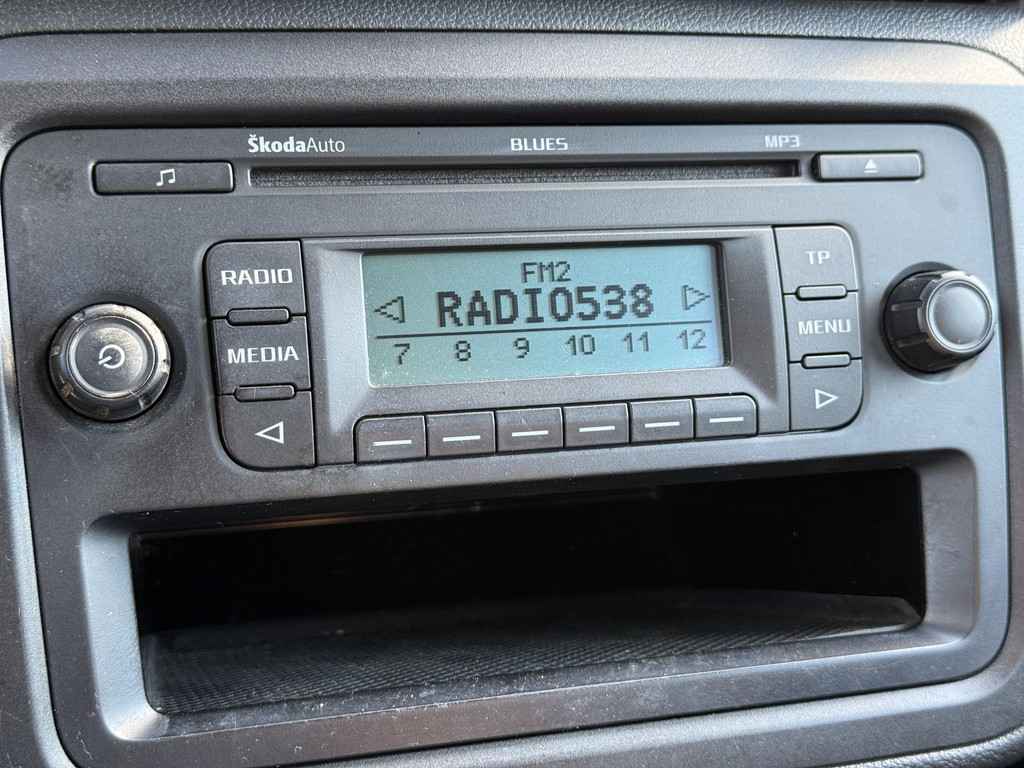 ŠkodaAuto BLUES MP3
RADIO
MEDIA
FM2
RADIO538
7 8 9 10 11 12
TP
MENU